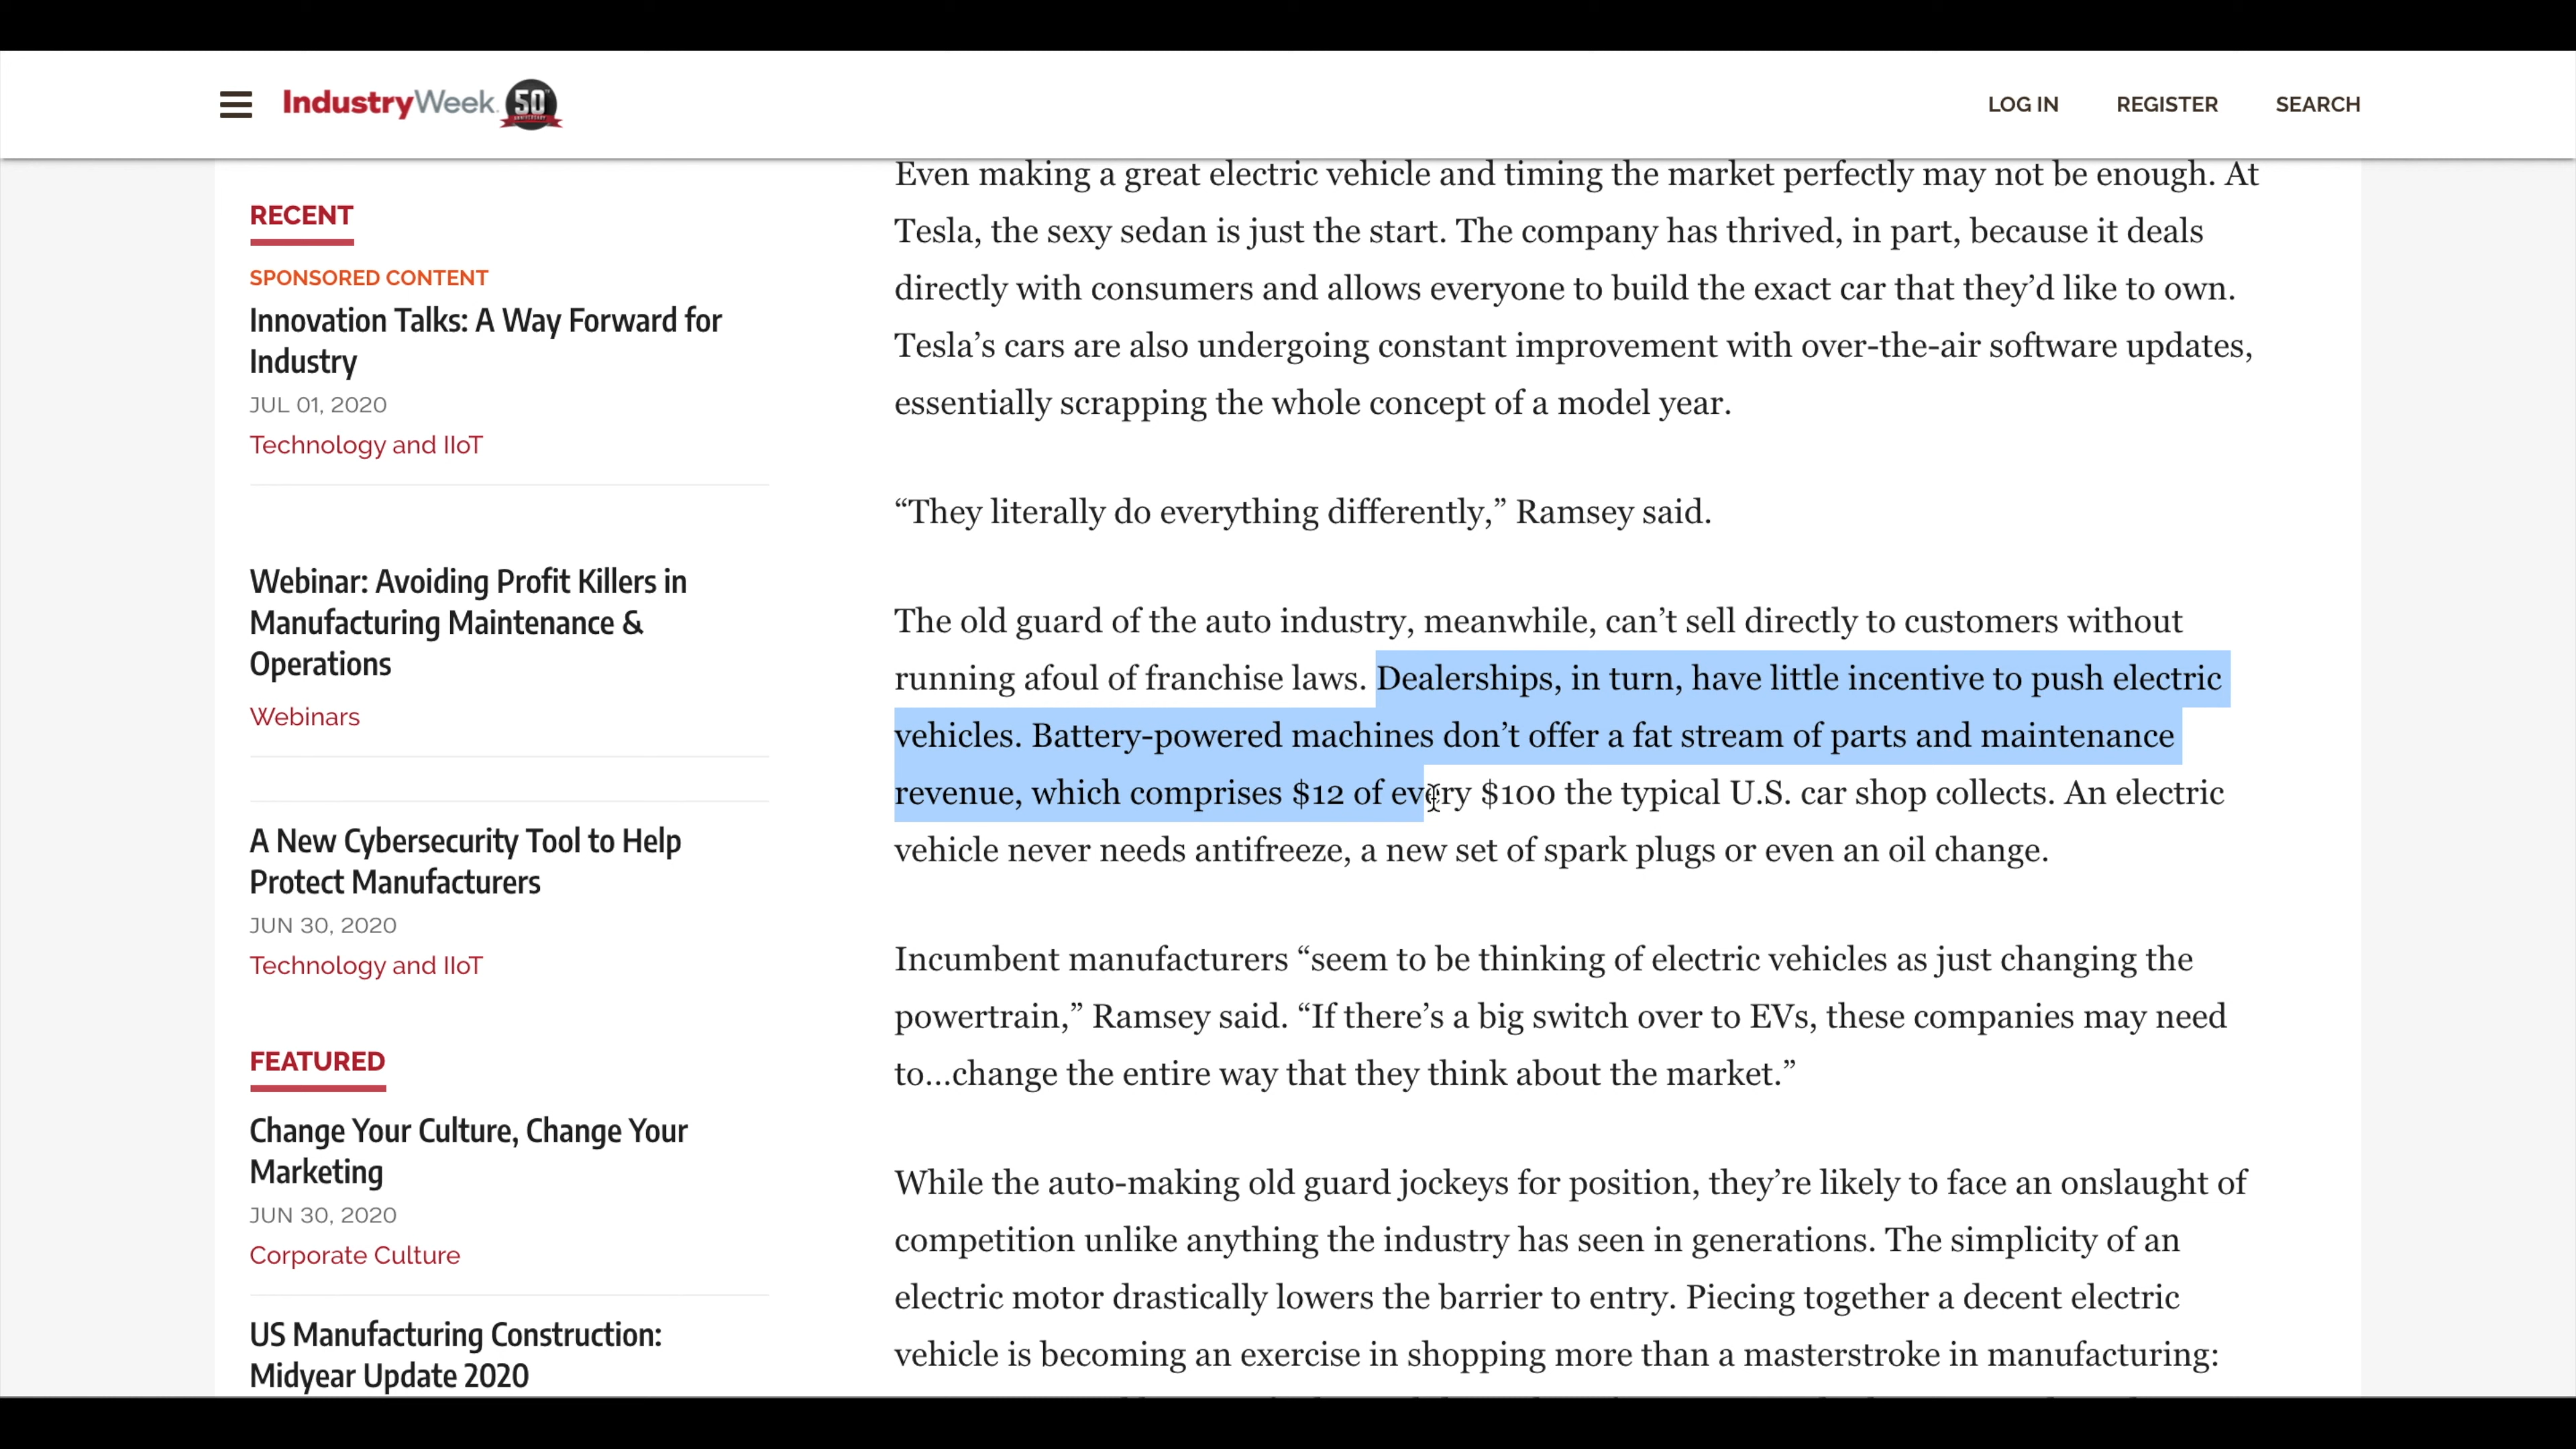 IndustryWeek.
50
ANNIVERSARY
LOG IN
REGISTER
SEARCH
RECENT
SPONSORED CONTENT
Innovation Talks: A Way Forward for
Industry
JUL 01, 2020
Technology and IIoT
Webinar: Avoiding Profit Killers in
Manufacturing Maintenance &
Operations
Webinars
A New Cybersecurity Tool to Help
Protect Manufacturers
JUN 30, 2020
Technology and IIoT
FEATURED
Change Your Culture, Change Your
Marketing
JUN 30, 2020
Corporate Culture
US Manufacturing Construction:
Midyear Update 2020
Even making a great electric vehicle and timing the market perfectly may not be enough. At
Tesla, the sexy sedan is just the start. The company has thrived, in part, because it deals
directly with consumers and allows everyone to build the exact car that they’d like to own.
Tesla’s cars are also undergoing constant improvement with over-the-air software updates,
essentially scrapping the whole concept of a model year.
“They literally do everything differently,” Ramsey said.
The old guard of the auto industry, meanwhile, can’t sell directly to customers without
running afoul of franchise laws. Dealerships, in turn, have little incentive to push electric
vehicles. Battery-powered machines don’t offer a fat stream of parts and maintenance
revenue, which comprises $12 of every $100 the typical U.S. car shop collects. An electric
vehicle never needs antifreeze, a new set of spark plugs or even an oil change.
Incumbent manufacturers “seem to be thinking of electric vehicles as just changing the
powertrain,” Ramsey said. “If there’s a big switch over to EVs, these companies may need
to…change the entire way that they think about the market.”
While the auto-making old guard jockeys for position, they’re likely to face an onslaught of
competition unlike anything the industry has seen in generations. The simplicity of an
electric motor drastically lowers the barrier to entry. Piecing together a decent electric
vehicle is becoming an exercise in shopping more than a masterstroke in manufacturing: